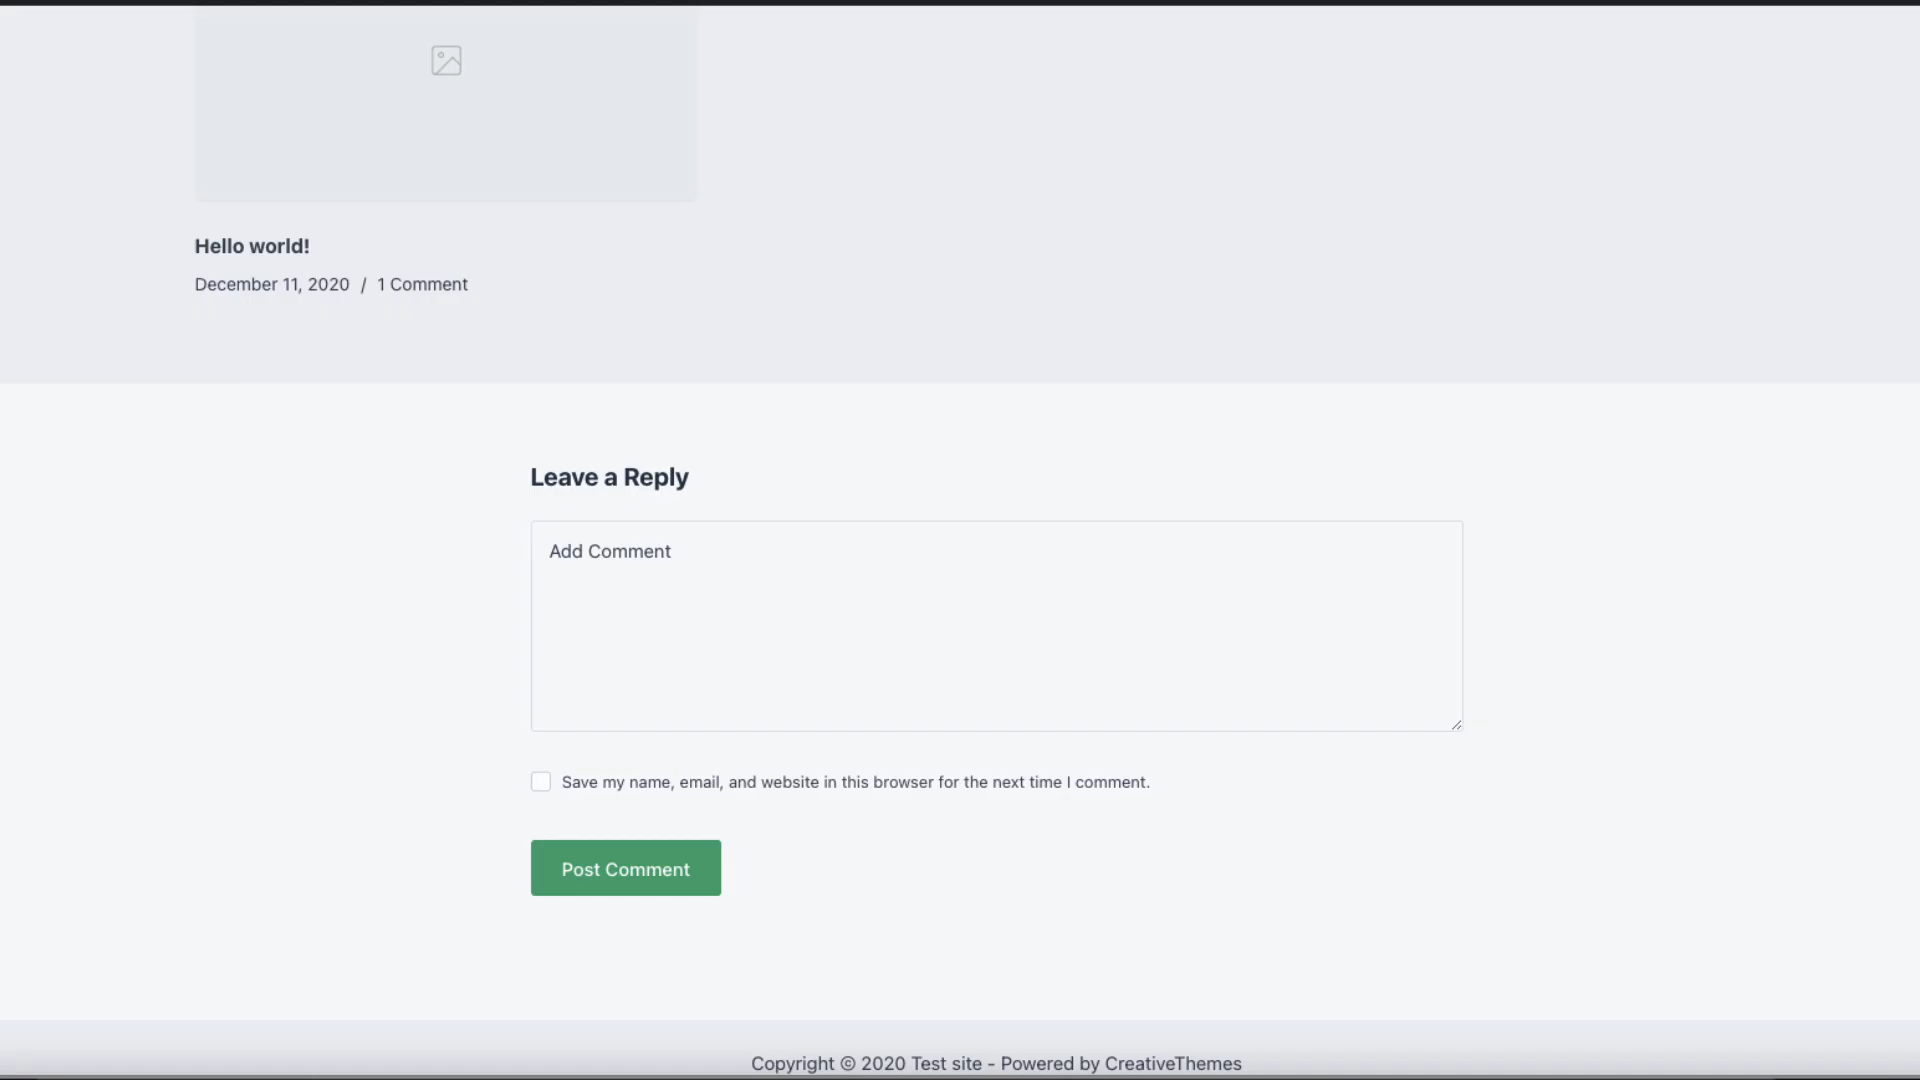 Hello world!
December 11, 2020 / 1 Comment
Leave a Reply
Add Comment
Save my name, email, and website in this browser for the next time I comment.
Post Comment
Copyright © 2020 Test site - Powered by CreativeThemes